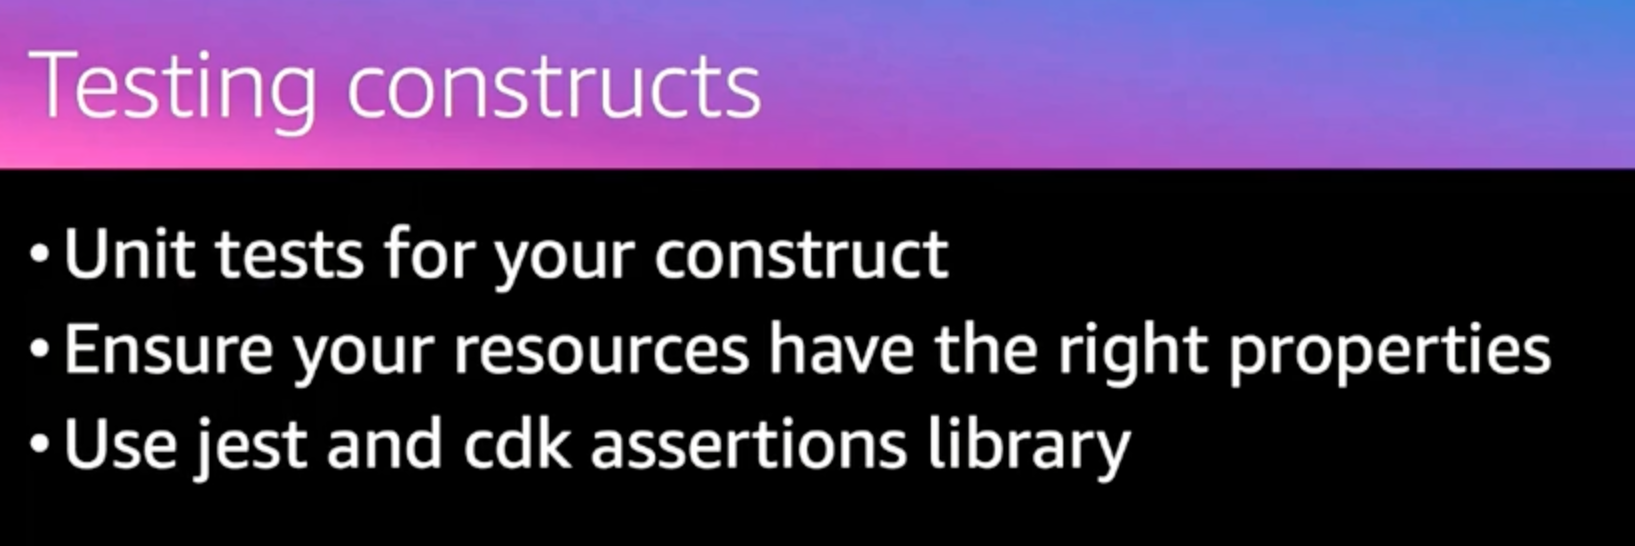 Testing constructs
• Unit tests for your construct
• Ensure your resources have the right properties
• Use jest and cdk assertions library